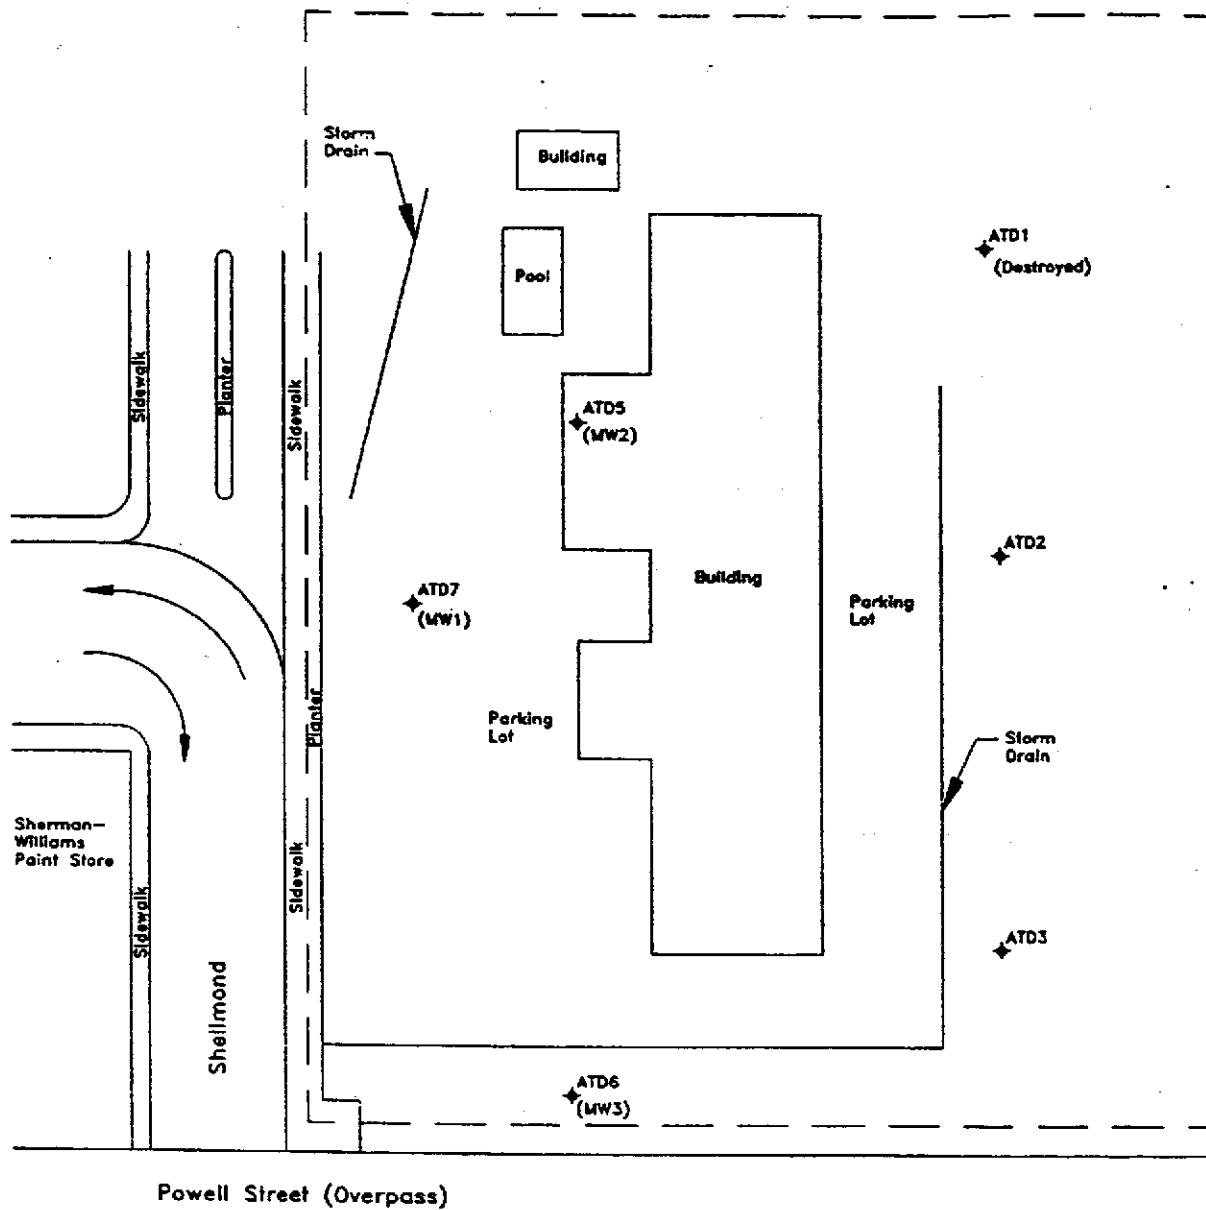 Storm
Drain
Building
ATD1
(Destroyed)
Pool
Sidewalk
Planter
Sidewalk
ATD5
(MW2)
ATD2
Building
ATD7
(MW1)
Parking
Lot
Planter
Parking
Lot
Storm
Drain
Sherman-
Williams
Paint Store
Sidewalk
Sidewalk
ATD3
Shellmond
ATD6
(MW3)
Powell Street (Overpass)